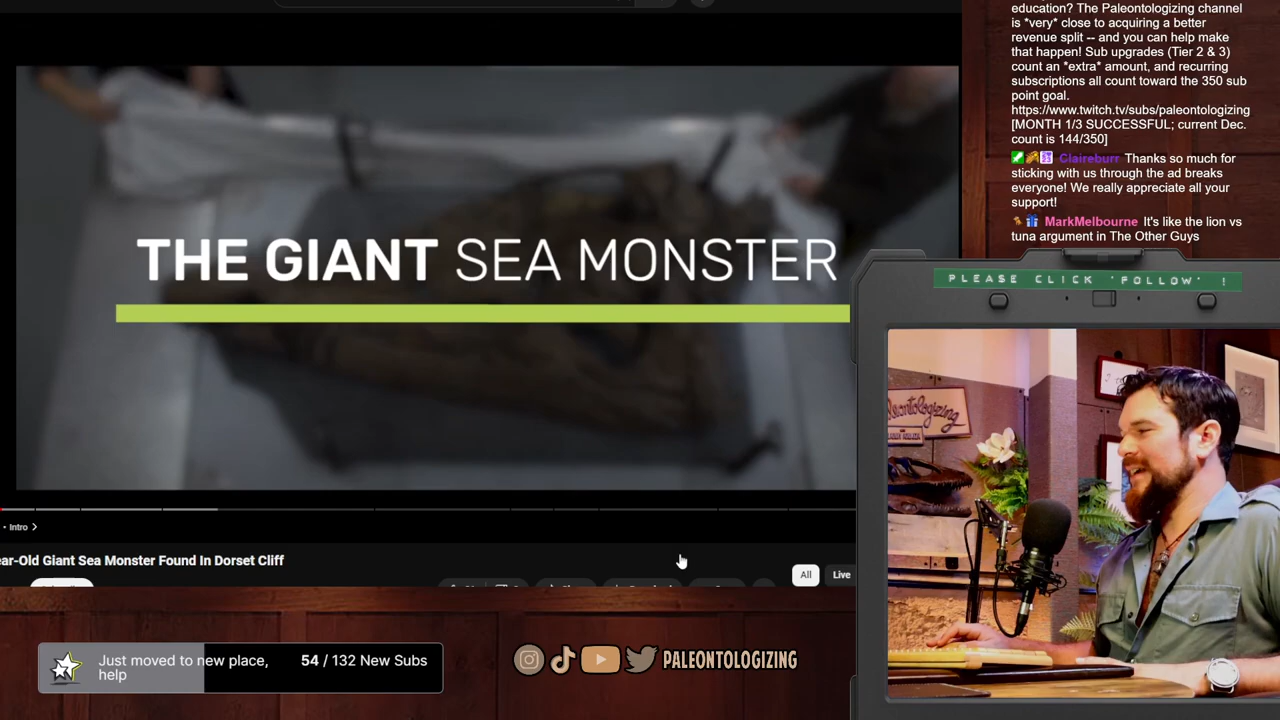 education? The Paleontologizing channel
is *very* close to acquiring a better
revenue split -- and you can help make
that happen! Sub upgrades (Tier 2 & 3)
count an *extra* amount, and recurring
subscriptions all count toward the 350 sub
point goal.
https://www.twitch.tv/subs/paleontologizing
[MONTH 1/3 SUCCESSFUL; current Dec.
count is 144/350]
Claireburr Thanks so much for
sticking with us through the ad breaks
everyone! We really appreciate all your
support!
MarkMelbourne It's like the lion vs
tuna argument in The Other Guys
THE GIANT SEA MONSTER
PLEASE CLICK 'FOLLOW' !
• Intro >
ear-Old Giant Sea Monster Found In Dorset Cliff
All
Live
Just moved to new place,
help
54 / 132 New Subs
PALEONTOLOGIZING